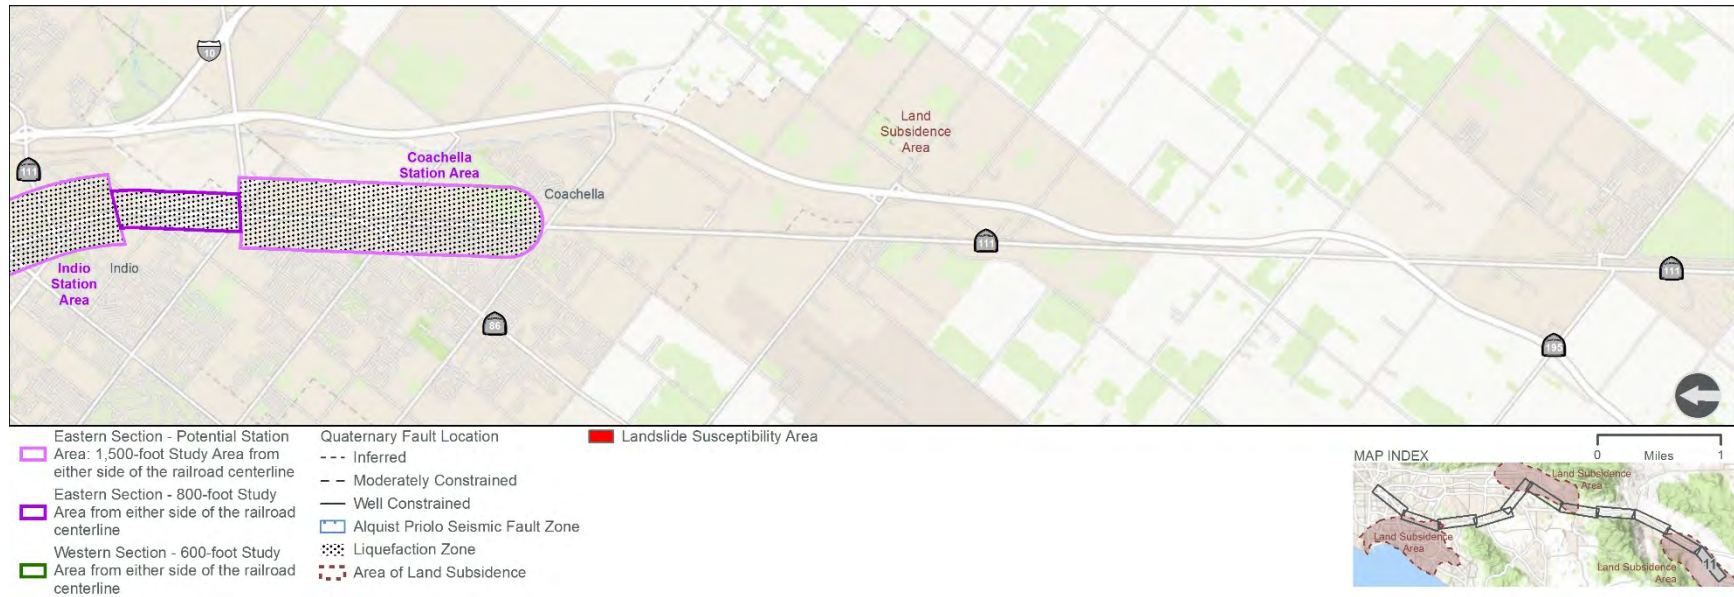 10
Land
Subsidence
Area
111
Coachella
Station Area
Coachella
111
Indio
Station
Area
Indio
111
86
195
Eastern Section - Potential Station
Area: 1,500-foot Study Area from
either side of the railroad centerline
Eastern Section - 800-foot Study
Area from either side of the railroad
centerline
Western Section - 600-foot Study
Area from either side of the railroad
centerline
Quaternary Fault Location
Inferred
Moderately Constrained
Well Constrained
Alquist Priolo Seismic Fault Zone
Liquefaction Zone
Area of Land Subsidence
Landslide Susceptibility Area
0 Miles 1
MAP INDEX
Land Subsidence
Area
Land Subsidence
Area
Land Subsidence
Area
11